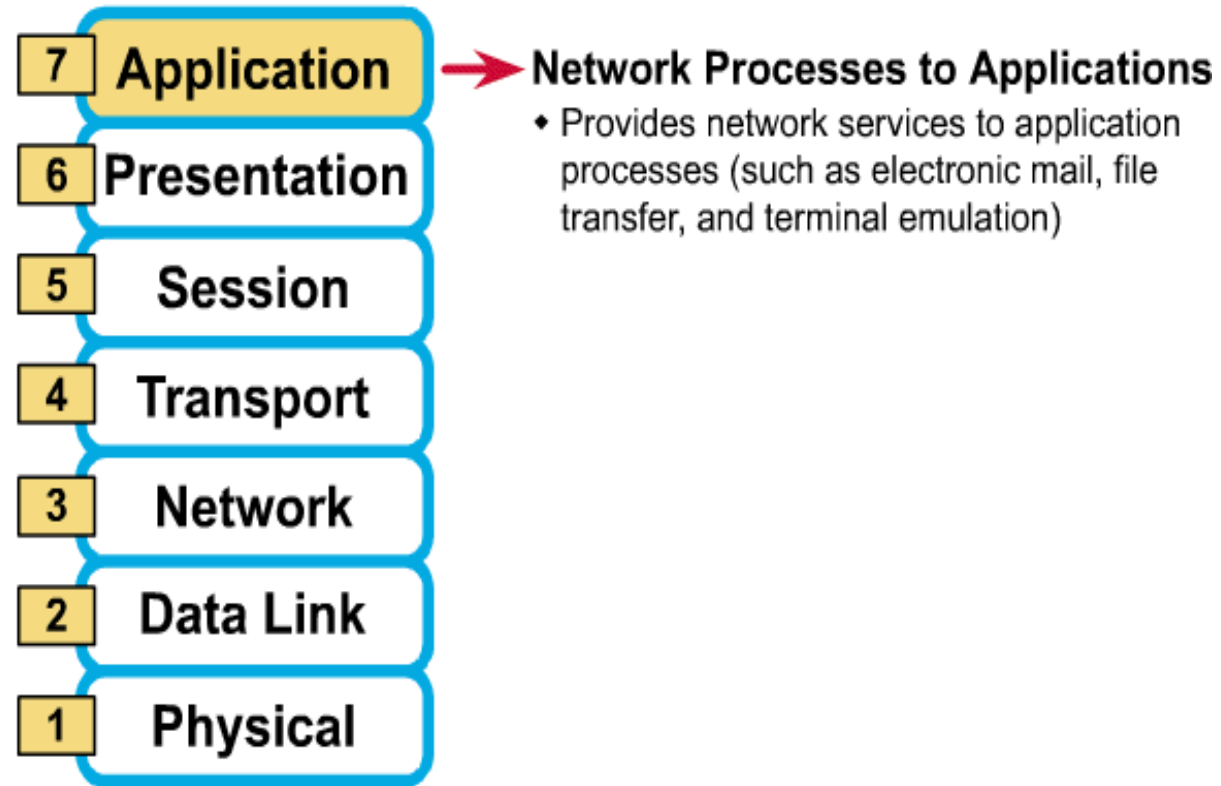 7 Application
Network Processes to Applications
◆ Provides network services to application
processes (such as electronic mail, file
transfer, and terminal emulation)
6 Presentation
5 Session
4 Transport
3 Network
2 Data Link
1 Physical